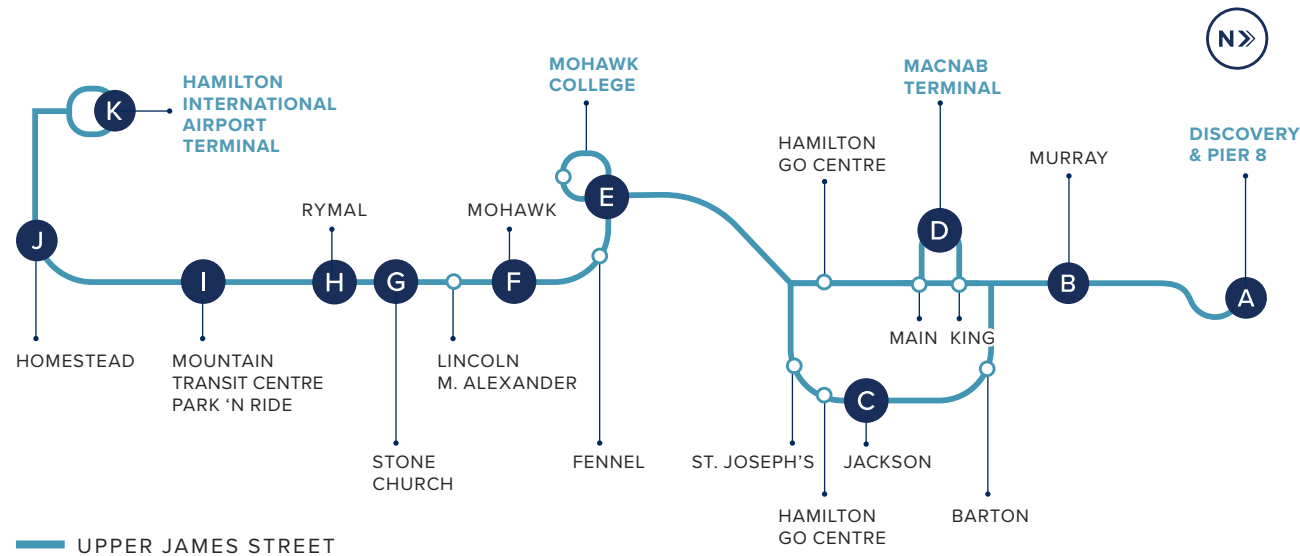 N
MOHAWK
COLLEGE
MACNAB
TERMINAL
HAMILTON
INTERNATIONAL
AIRPORT
TERMINAL
K
DISCOVERY
& PIER 8
HAMILTON
GO CENTRE
MURRAY
E
RYMAL
MOHAWK
D
J
I
H
G
F
B
A
MAIN
KING
HOMESTEAD
MOUNTAIN
TRANSIT CENTRE
PARK ‘N RIDE
LINCOLN
M. ALEXANDER
C
STONE
CHURCH
FENNEL
ST. JOSEPH’S
JACKSON
HAMILTON
GO CENTRE
BARTON
UPPER JAMES STREET